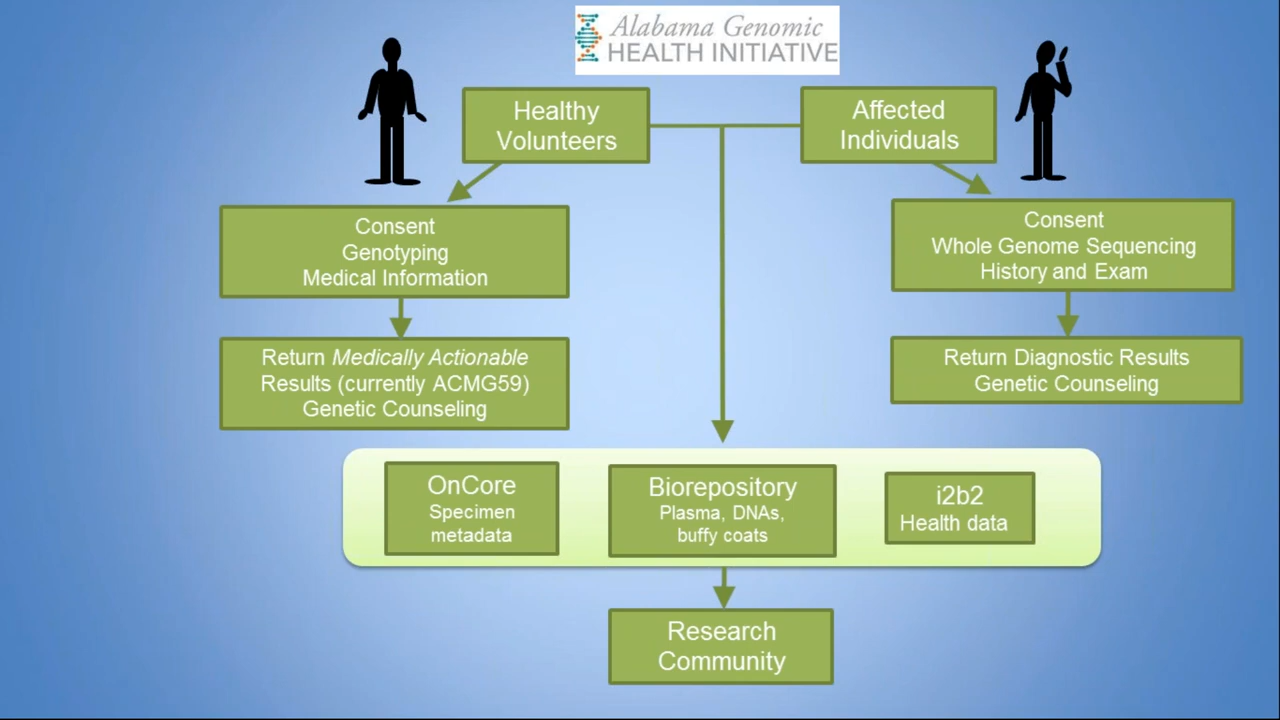 Alabama Genomic
HEALTH INITIATIVE
Healthy
Volunteers
Affected
Individuals
Consent
Genotyping
Medical Information
Consent
Whole Genome Sequencing
History and Exam
Return Medically Actionable
Results (currently ACMG59)
Genetic Counseling
Return Diagnostic Results
Genetic Counseling
OnCore
Specimen
metadata
Biorepository
Plasma, DNAs,
buffy coats
i2b2
Health data
Research
Community